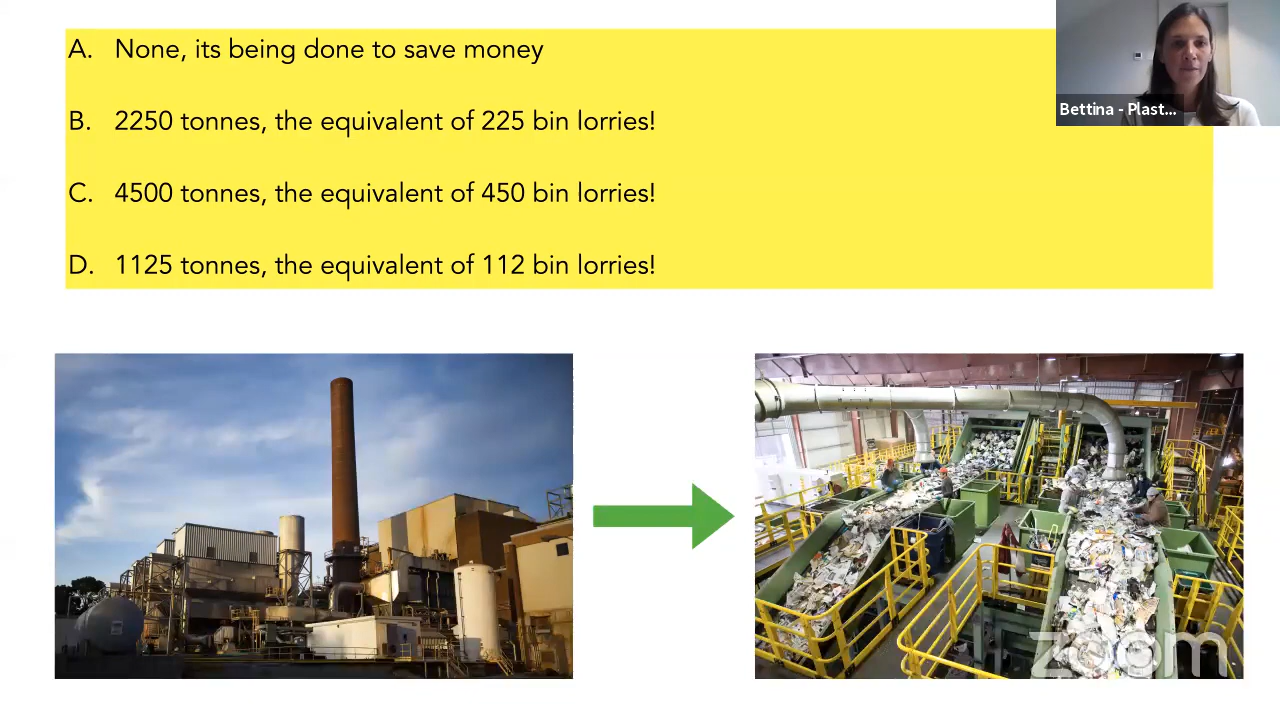 A. None, its being done to save money
B. 2250 tonnes, the equivalent of 225 bin lorries!
C. 4500 tonnes, the equivalent of 450 bin lorries!
D. 1125 tonnes, the equivalent of 112 bin lorries!
Bettina - Plast...
zoom